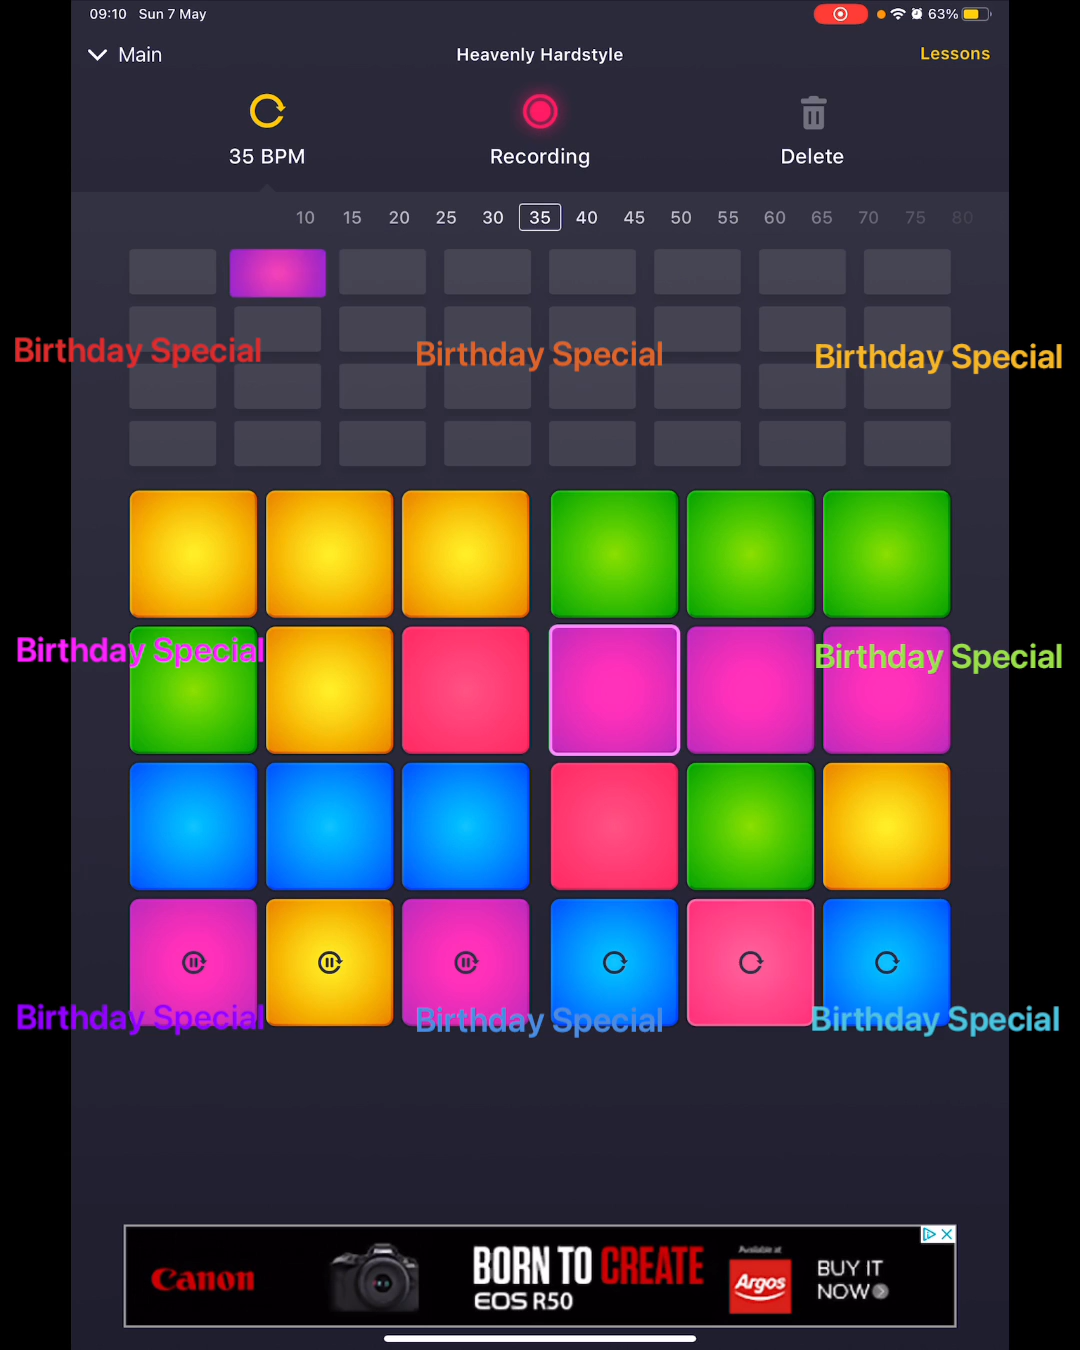 09:10 Sun 7 May 63%
Main Heavenly Hardstyle Lessons
35 BPM Recording Delete
10 15 20 25 30 35 40 45 50 55 60 65 70 75 80
Birthday Special Birthday Special Birthday Special
Birthday Special Birthday Special
Birthday Special Birthday Special Birthday Special
Canon
BORN TO CREATE
EOS R50
Available at
Argos
BUY IT
NOW